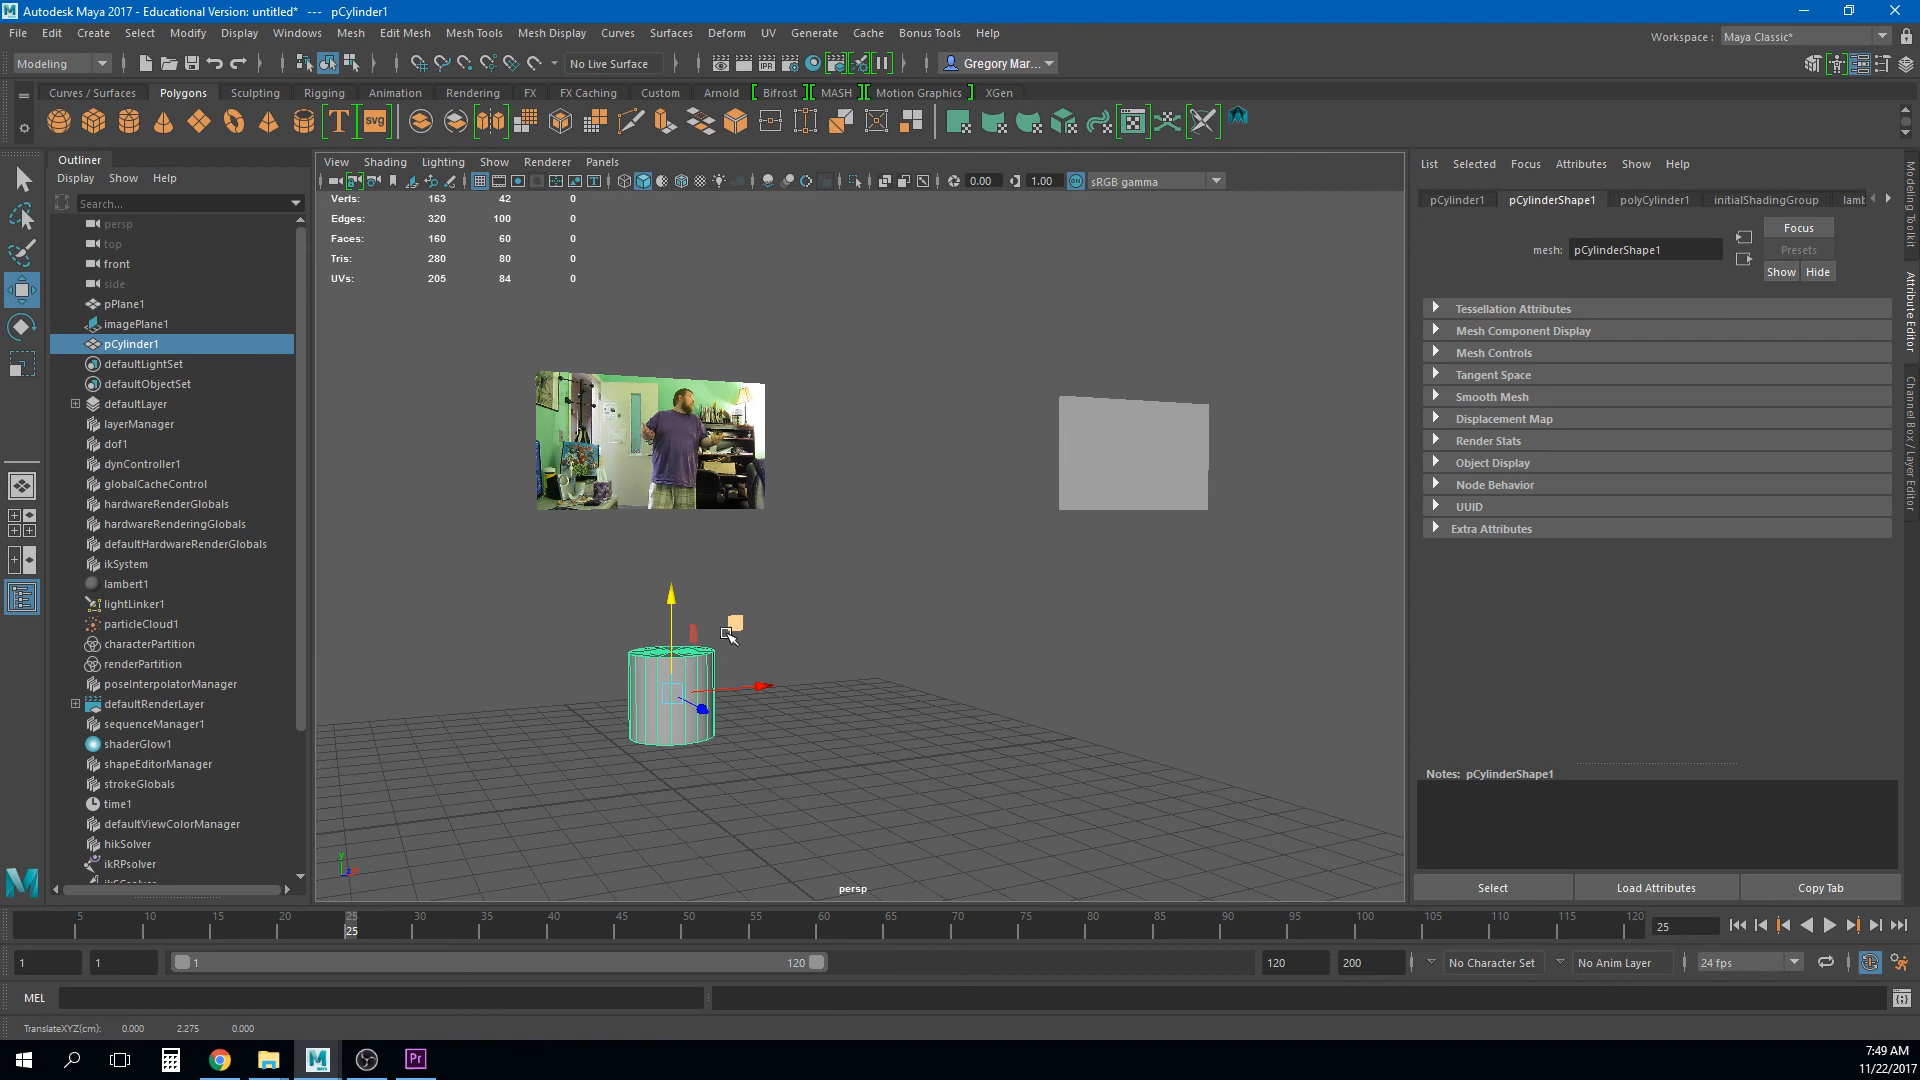 Autodesk Maya 2017 - Educational Version: untitled*   ---   pCylinder1
File Edit Create Select Modify Display Windows Mesh Edit Mesh Mesh Tools Mesh Display Curves Surfaces Deform UV Generate Cache Bonus Tools Help
Workspace : Maya Classic*
Modeling
No Live Surface
Gregory Mar...
Curves / Surfaces Polygons Sculpting Rigging Animation Rendering FX FX Caching Custom Arnold Bifrost MASH Motion Graphics XGen
T svg
Outliner
Display Show Help
Search...
persp
top
front
side
pPlane1
imagePlane1
pCylinder1
defaultLightSet
defaultObjectSet
defaultLayer
layerManager
dof1
dynController1
globalCacheControl
hardwareRenderGlobals
hardwareRenderingGlobals
defaultHardwareRenderGlobals
ikSystem
lambert1
lightLinker1
particleCloud1
characterPartition
renderPartition
poseInterpolatorManager
defaultRenderLayer
sequenceManager1
shaderGlow1
shapeEditorManager
strokeGlobals
time1
defaultViewColorManager
hikSolver
ikRPsolver
View Shading Lighting Show Renderer Panels
0.00 1.00 ON sRGB gamma
Verts: 163 42 0
Edges: 320 100 0
Faces: 160 60 0
Tris: 280 80 0
UVs: 205 84 0
persp
List Selected Focus Attributes Show Help
pCylinder1 pCylinderShape1 polyCylinder1 initialShadingGroup lamb
mesh: pCylinderShape1
Focus
Presets
Show Hide
Tessellation Attributes
Mesh Component Display
Mesh Controls
Tangent Space
Smooth Mesh
Displacement Map
Render Stats
Object Display
Node Behavior
UUID
Extra Attributes
Notes: pCylinderShape1
Select Load Attributes Copy Tab
Modeling Toolkit
Attribute Editor
Channel Box / Layer Editor
5 10 15 20 25 30 35 40 45 50 55 60 65 70 75 80 85 90 95 100 105 110 115 120
25
25
1 1 1 120 120 200 No Character Set No Anim Layer 24 fps
MEL
TranslateXYZ(cm): 0.000 2.275 0.000
Pr
7:49 AM
11/22/2017